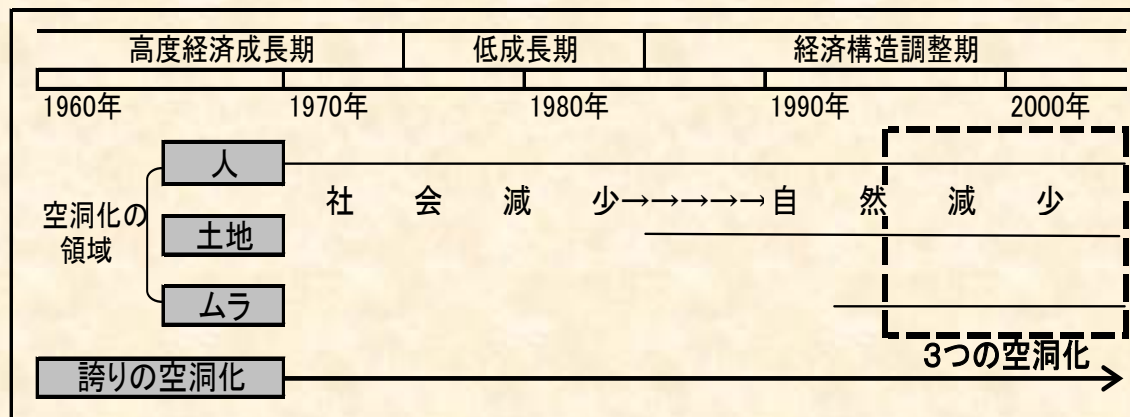 高度経済成長期 低成長期 経済構造調整期
1960年 1970年 1980年 1990年 2000年
人
社会減少→→→→→自然減少
空洞化の
領域
土地
ムラ
3つの空洞化
誇りの空洞化